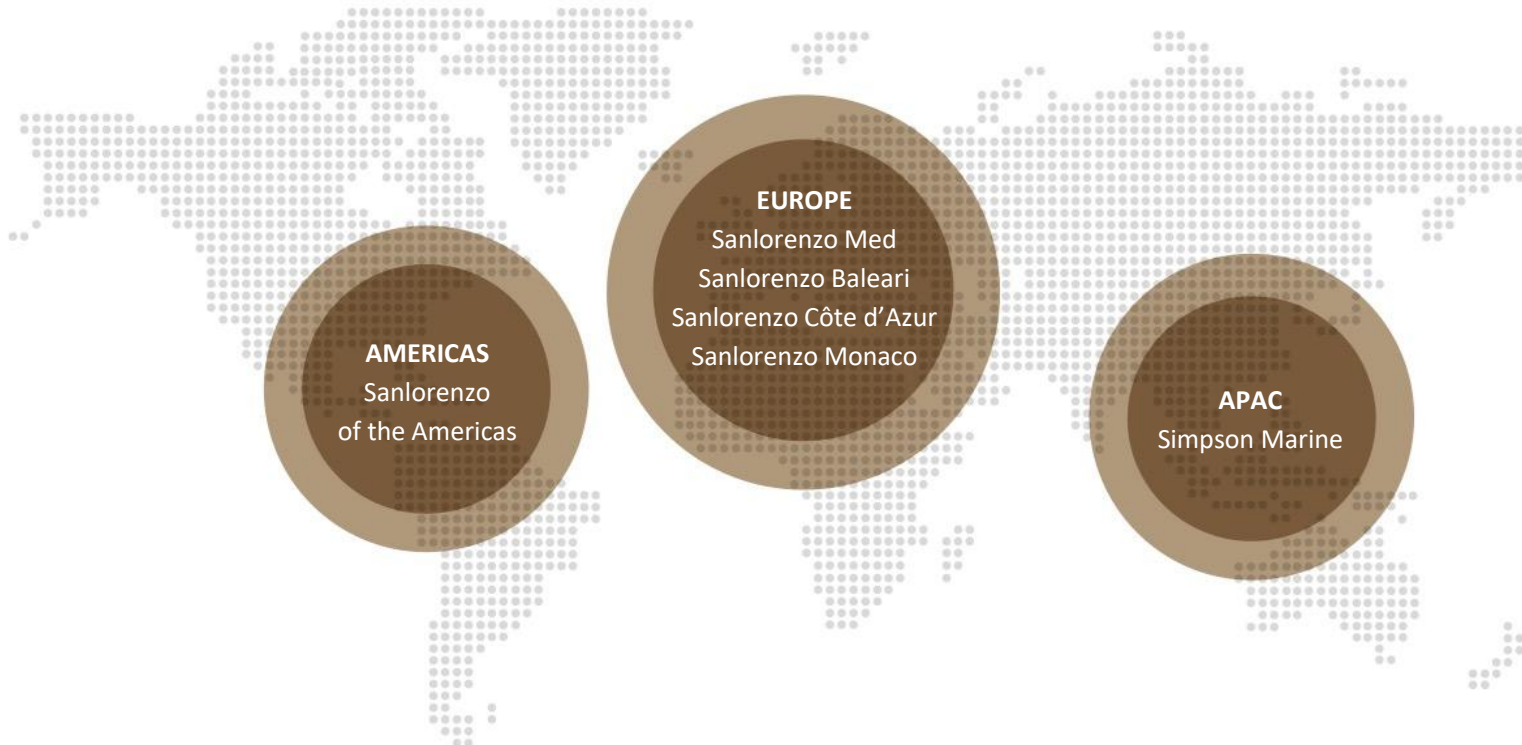 AMERICAS
Sanlorenzo
of the Americas
EUROPE
Sanlorenzo Med
Sanlorenzo Baleari
Sanlorenzo Côte d’Azur
Sanlorenzo Monaco
APAC
Simpson Marine